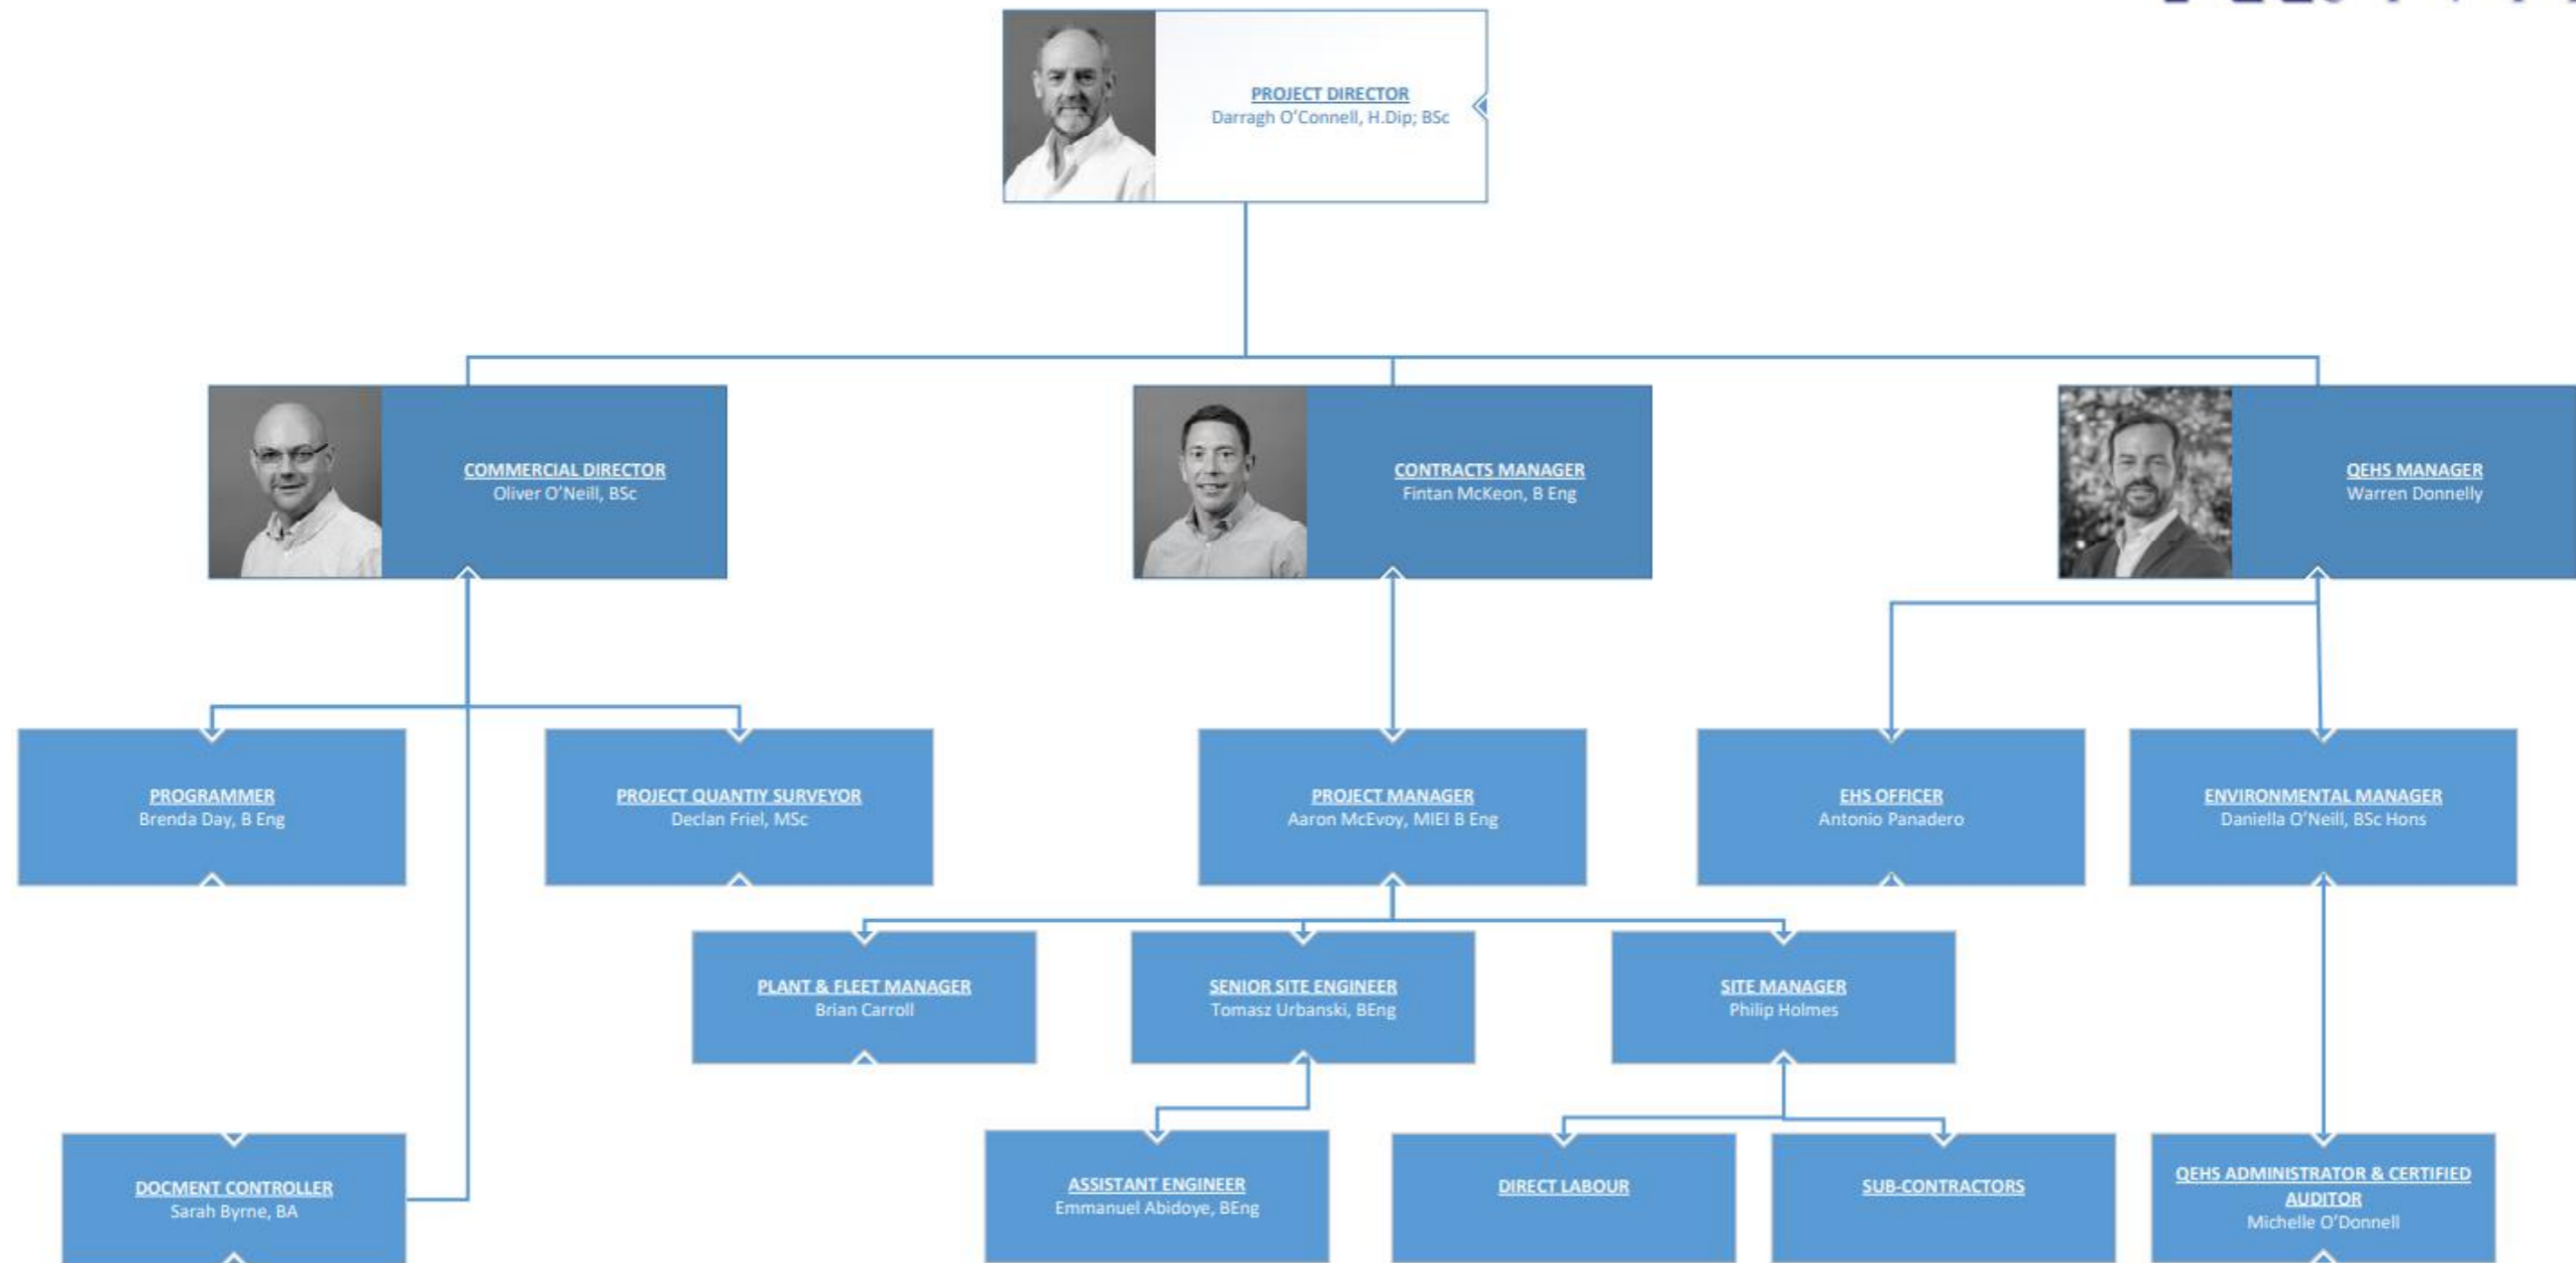 PROJECT DIRECTOR
Darragh O'Connell, H.Dip; BSc
COMMERCIAL DIRECTOR
Oliver O'Neill, BSc
CONTRACTS MANAGER
Fintan McKeon, B Eng
QEHS MANAGER
Warren Donnelly
PROGRAMMER
Brenda Day, B Eng
PROJECT QUANTIY SURVEYOR
Declan Friel, MSc
PROJECT MANAGER
Aaron McEvoy, MIEI B Eng
EHS OFFICER
Antonio Panadero
ENVIRONMENTAL MANAGER
Daniella O'Neill, BSc Hons
PLANT & FLEET MANAGER
Brian Carroll
SENIOR SITE ENGINEER
Tomasz Urbanski, BEng
SITE MANAGER
Philip Holmes
DOCMENT CONTROLLER
Sarah Byrne, BA
ASSISTANT ENGINEER
Emmanuel Abidoye, BEng
DIRECT LABOUR
SUB-CONTRACTORS
QEHS ADMINISTRATOR & CERTIFIED
AUDITOR
Michelle O'Donnell